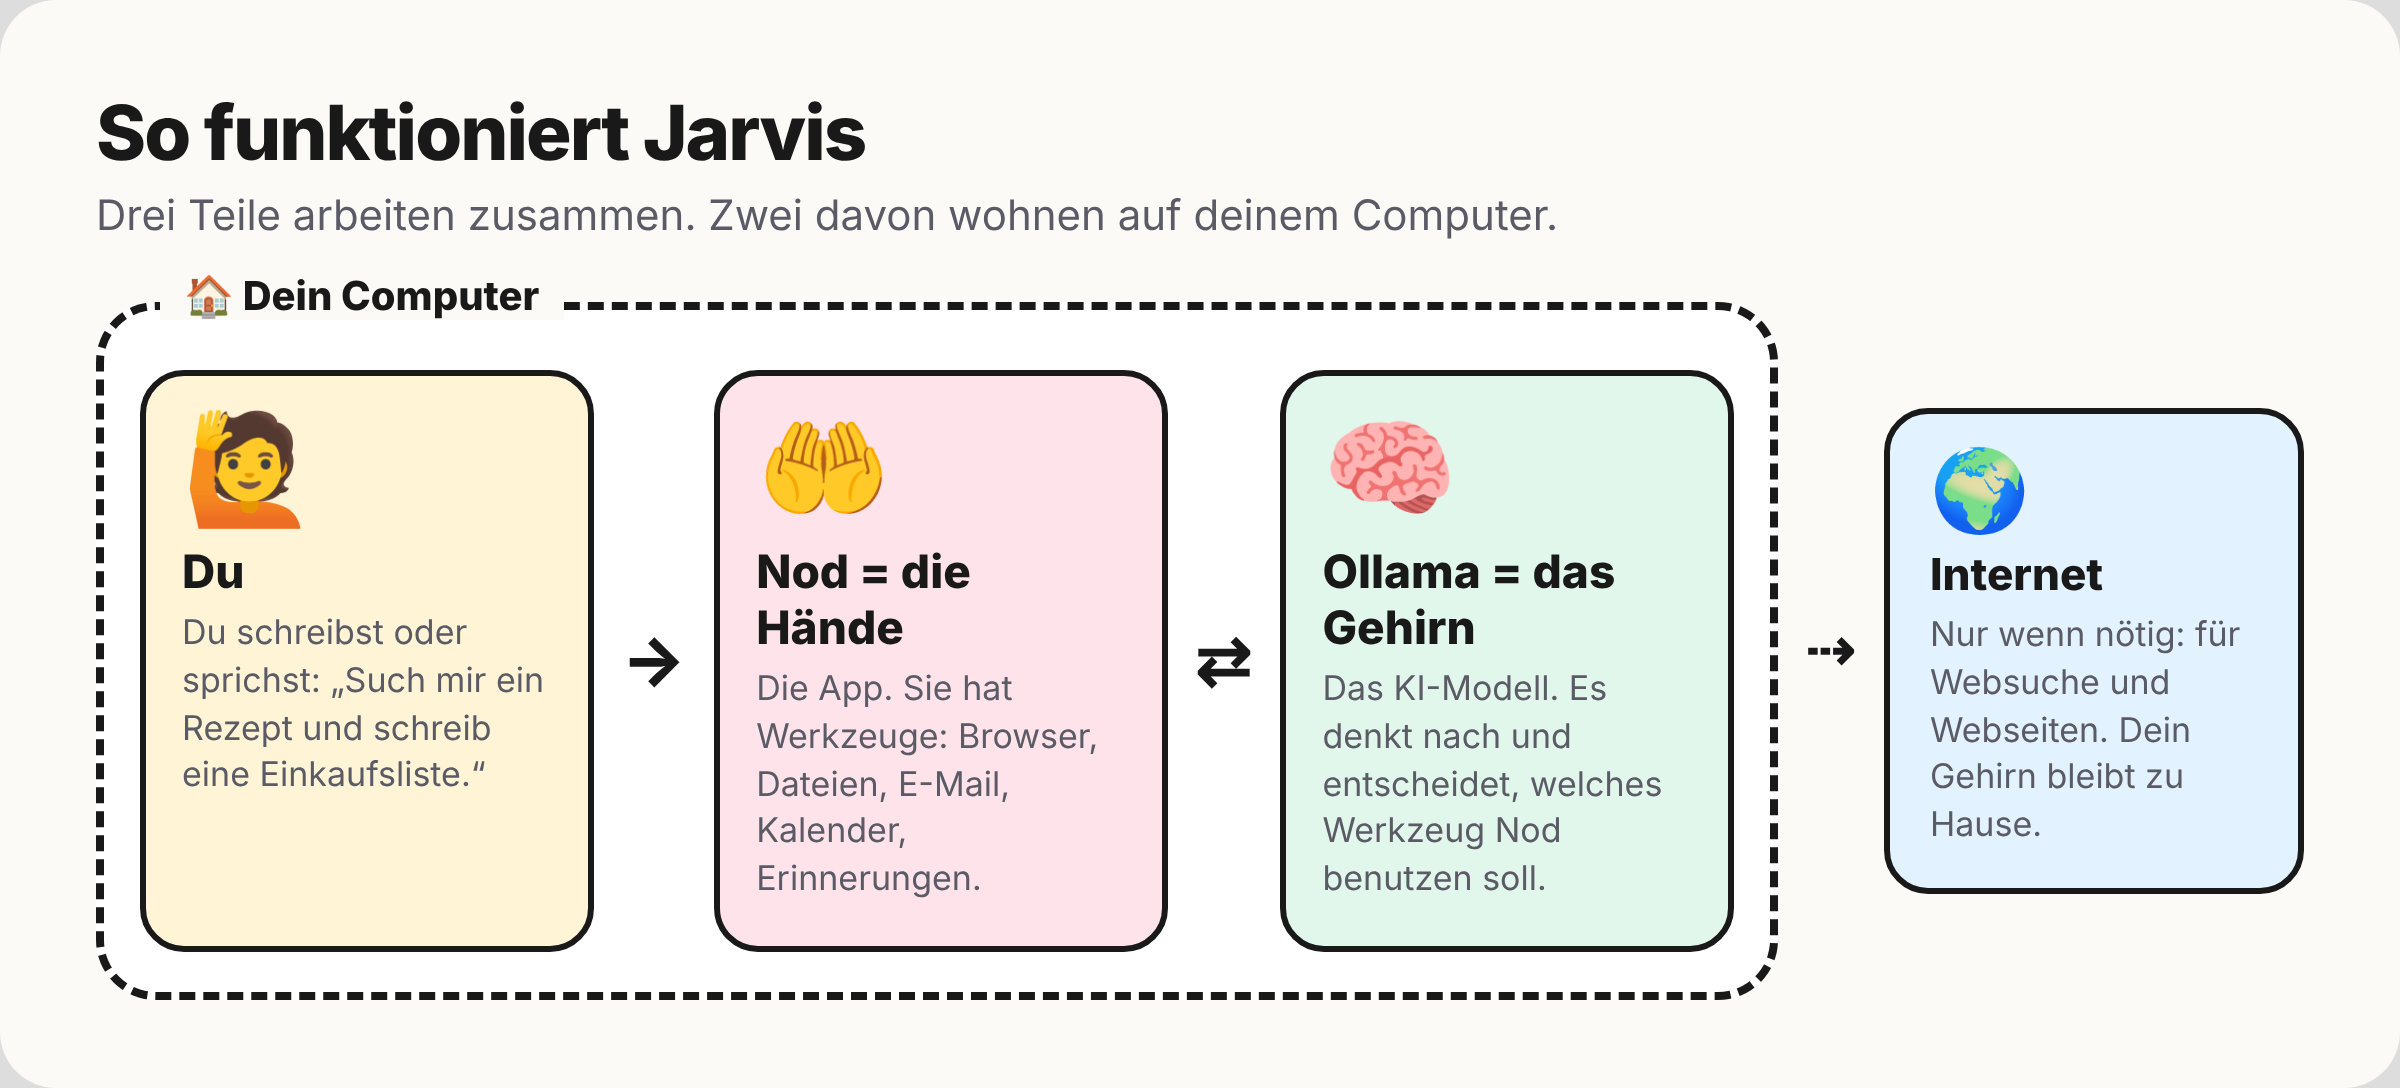 So funktioniert Jarvis
Drei Teile arbeiten zusammen. Zwei davon wohnen auf deinem Computer.
Dein Computer
Du
Du schreibst oder
sprichst: „Such mir ein
Rezept und schreib
eine Einkaufsliste.“
→
Nod = die
Hände
Die App. Sie hat
Werkzeuge: Browser,
Dateien, E-Mail,
Kalender,
Erinnerungen.
⇄
Ollama = das
Gehirn
Das KI-Modell. Es
denkt nach und
entscheidet, welches
Werkzeug Nod
benutzen soll.
⇢
Internet
Nur wenn nötig: für
Websuche und
Webseiten. Dein
Gehirn bleibt zu
Hause.